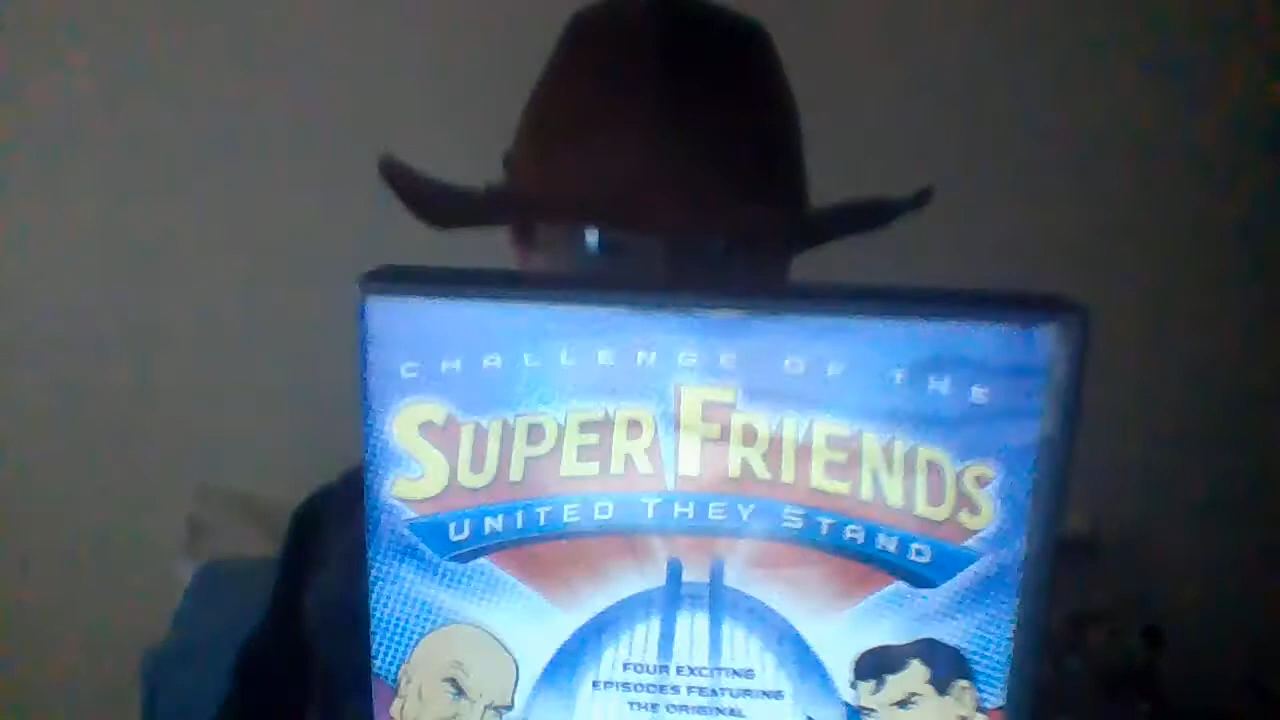 CHALLENGE OF THE
SUPER FRIENDS
UNITED THEY STAND
FOUR EXCITING
EPISODES FEATURING
THE ORIGINAL